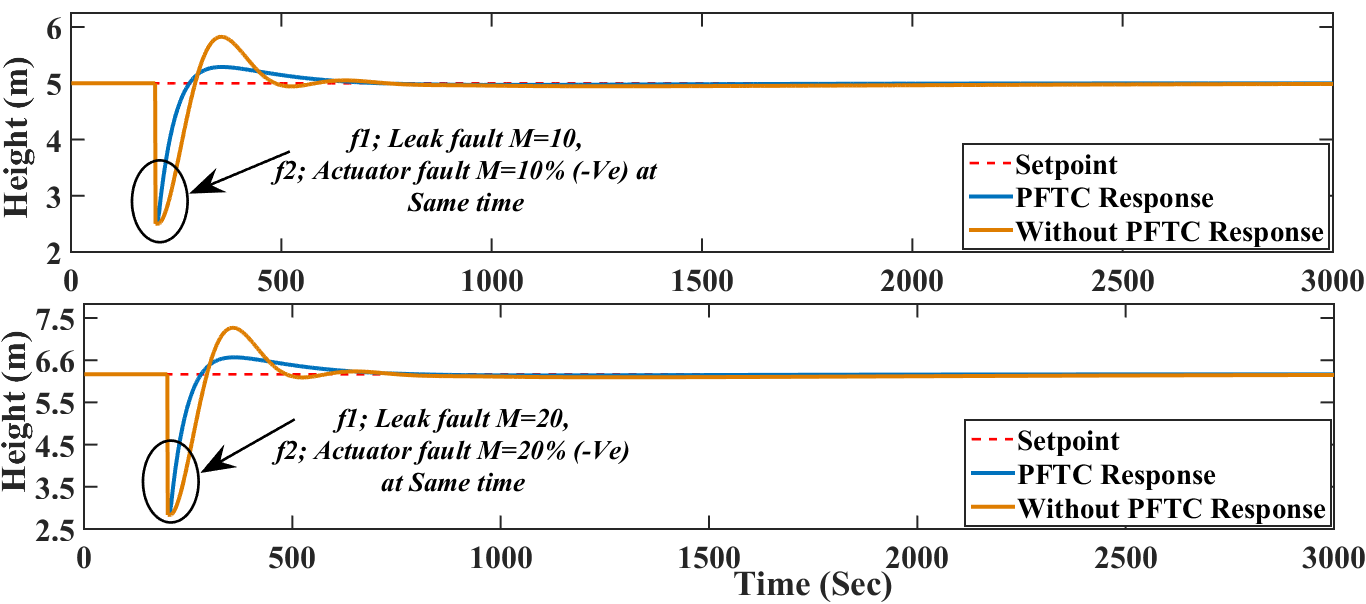 6
5
4
3
2
Height (m)
f1; Leak fault M=10,
f2; Actuator fault M=10% (-Ve) at
Same time
Setpoint
PFTC Response
Without PFTC Response
0 500 1000 1500 2000 2500 3000
7.5
6.6
5.5
4.5
3.5
2.5
Height (m)
f1; Leak fault M=20,
f2; Actuator fault M=20% (-Ve)
at Same time
Setpoint
PFTC Response
Without PFTC Response
0 500 1000 1500 2000 2500 3000
Time (Sec)